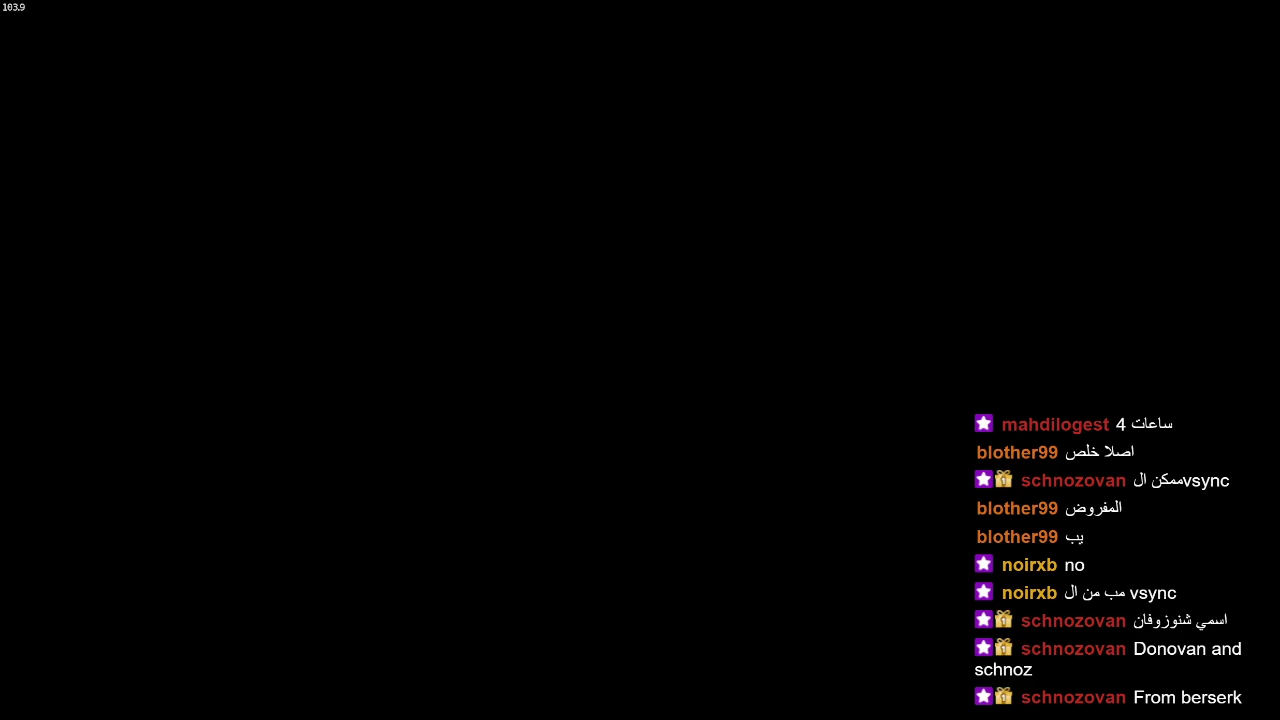 103.9
mahdilogest 4 ساعات
blother99 اصلا خلص
schnozovan ممكن الvsync
blother99 المفروض
blother99 يب
noirxb no
noirxb مب من ال vsync
schnozovan اسمي شنوزوفان
schnozovan Donovan and
schnoz
schnozovan From berserk